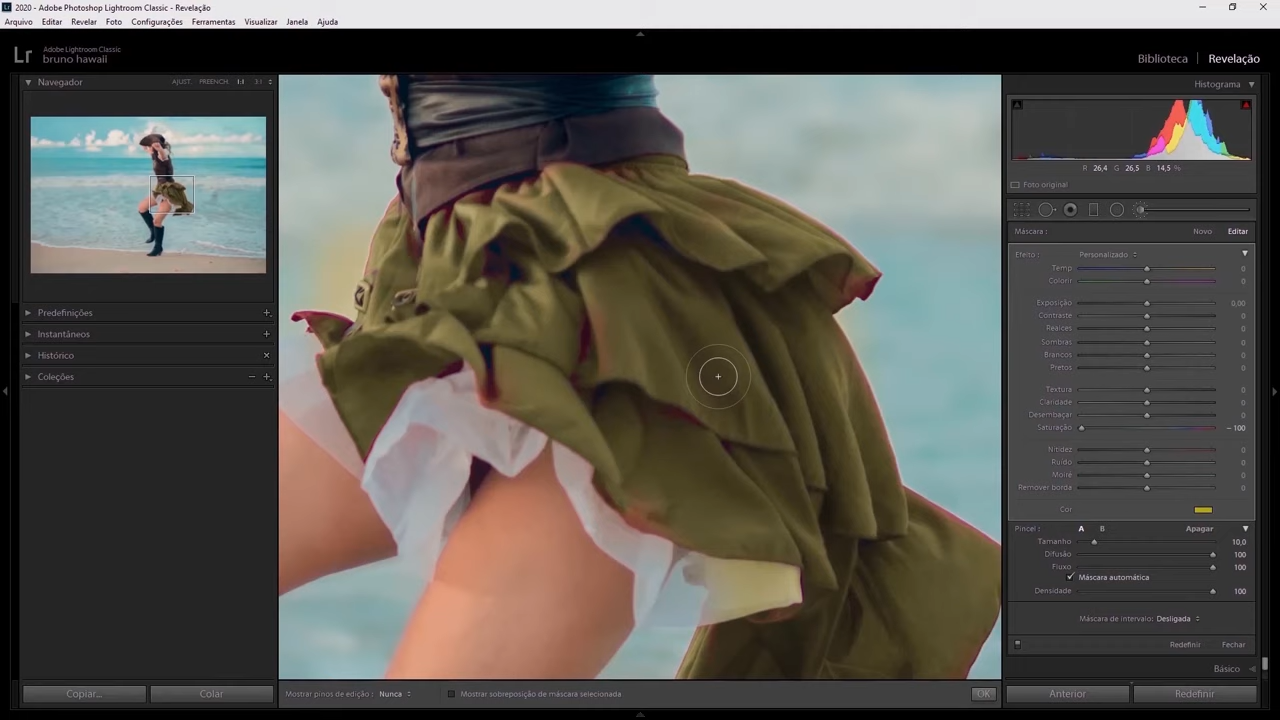 2020 - Adobe Photoshop Lightroom Classic - Revelação
Arquivo Editar Revelar Foto Configurações Ferramentas Visualizar Janela Ajuda
Lr Adobe Lightroom Classic
bruno hawaii
Biblioteca | Revelação
Navegador AJUST. PREENCH. 1:1 3:1
Predefinições
Instantâneos
Histórico
Coleções
Copiar... Colar
Mostrar pinos de edição : Nunca Mostrar sobreposição de máscara selecionada OK
Histograma
R 26,4 G 26,5 B 14,5 %
Foto original
Máscara : Novo Editar
Efeito : Personalizado
Temp 0
Colorir 0
Exposição 0,00
Contraste 0
Realces 0
Sombras 0
Brancos 0
Pretos 0
Textura 0
Claridade 0
Desembaçar 0
Saturação – 100
Nitidez 0
Ruído 0
Moiré 0
Remover borda 0
Cor
Pincel : A B Apagar
Tamanho 10,0
Difusão 100
Fluxo 100
Máscara automática
Densidade 100
Máscara de intervalo: Desligada
Redefinir Fechar
Básico
Anterior Redefinir